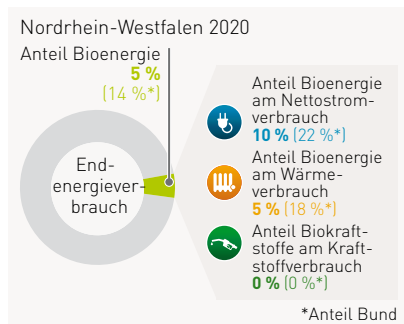 Nordrhein-Westfalen 2020
Anteil Bioenergie
5 %
(14 %*)
End-
energiever-
brauch
Anteil Bioenergie
am Nettostrom-
verbrauch
10 % (22 %*)
Anteil Bioenergie
am Wärme-
verbrauch
5 % (18 %*)
Anteil Biokraft-
stoffe am Kraft-
stoffverbrauch
0 % (0 %*)
*Anteil Bund